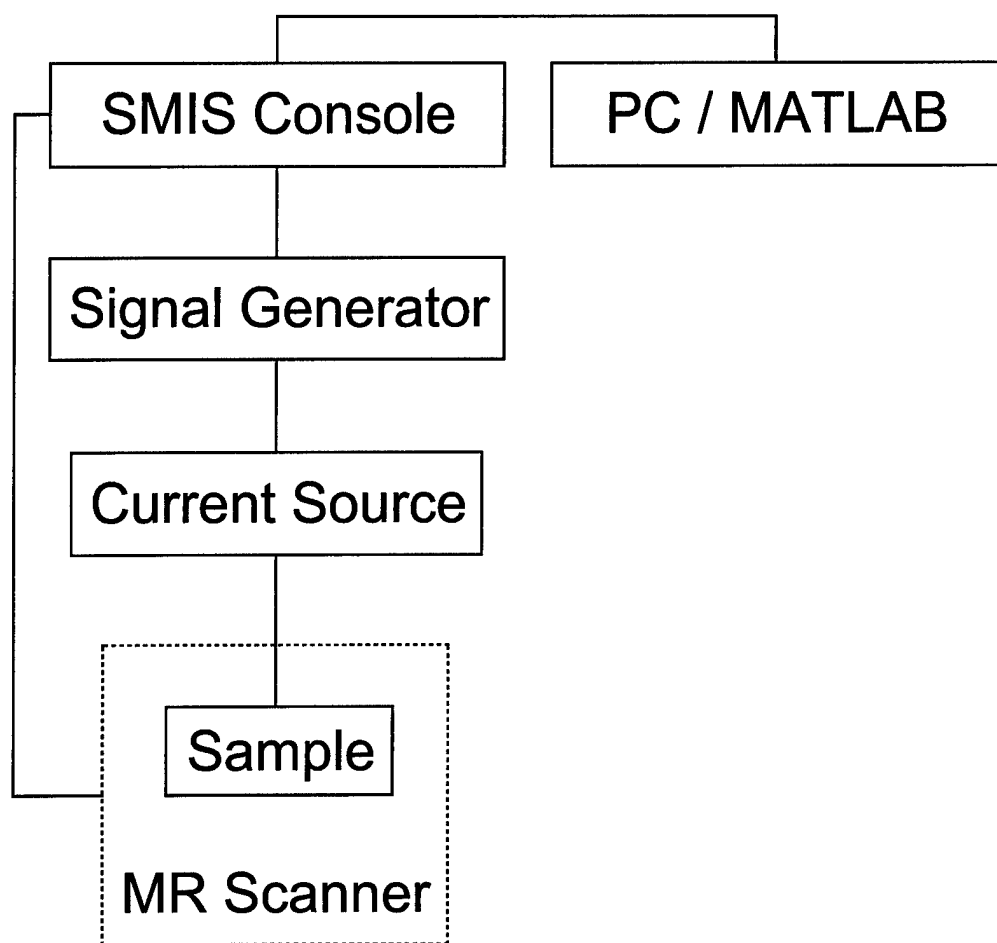 SMIS Console
PC / MATLAB
Signal Generator
Current Source
Sample
MR Scanner